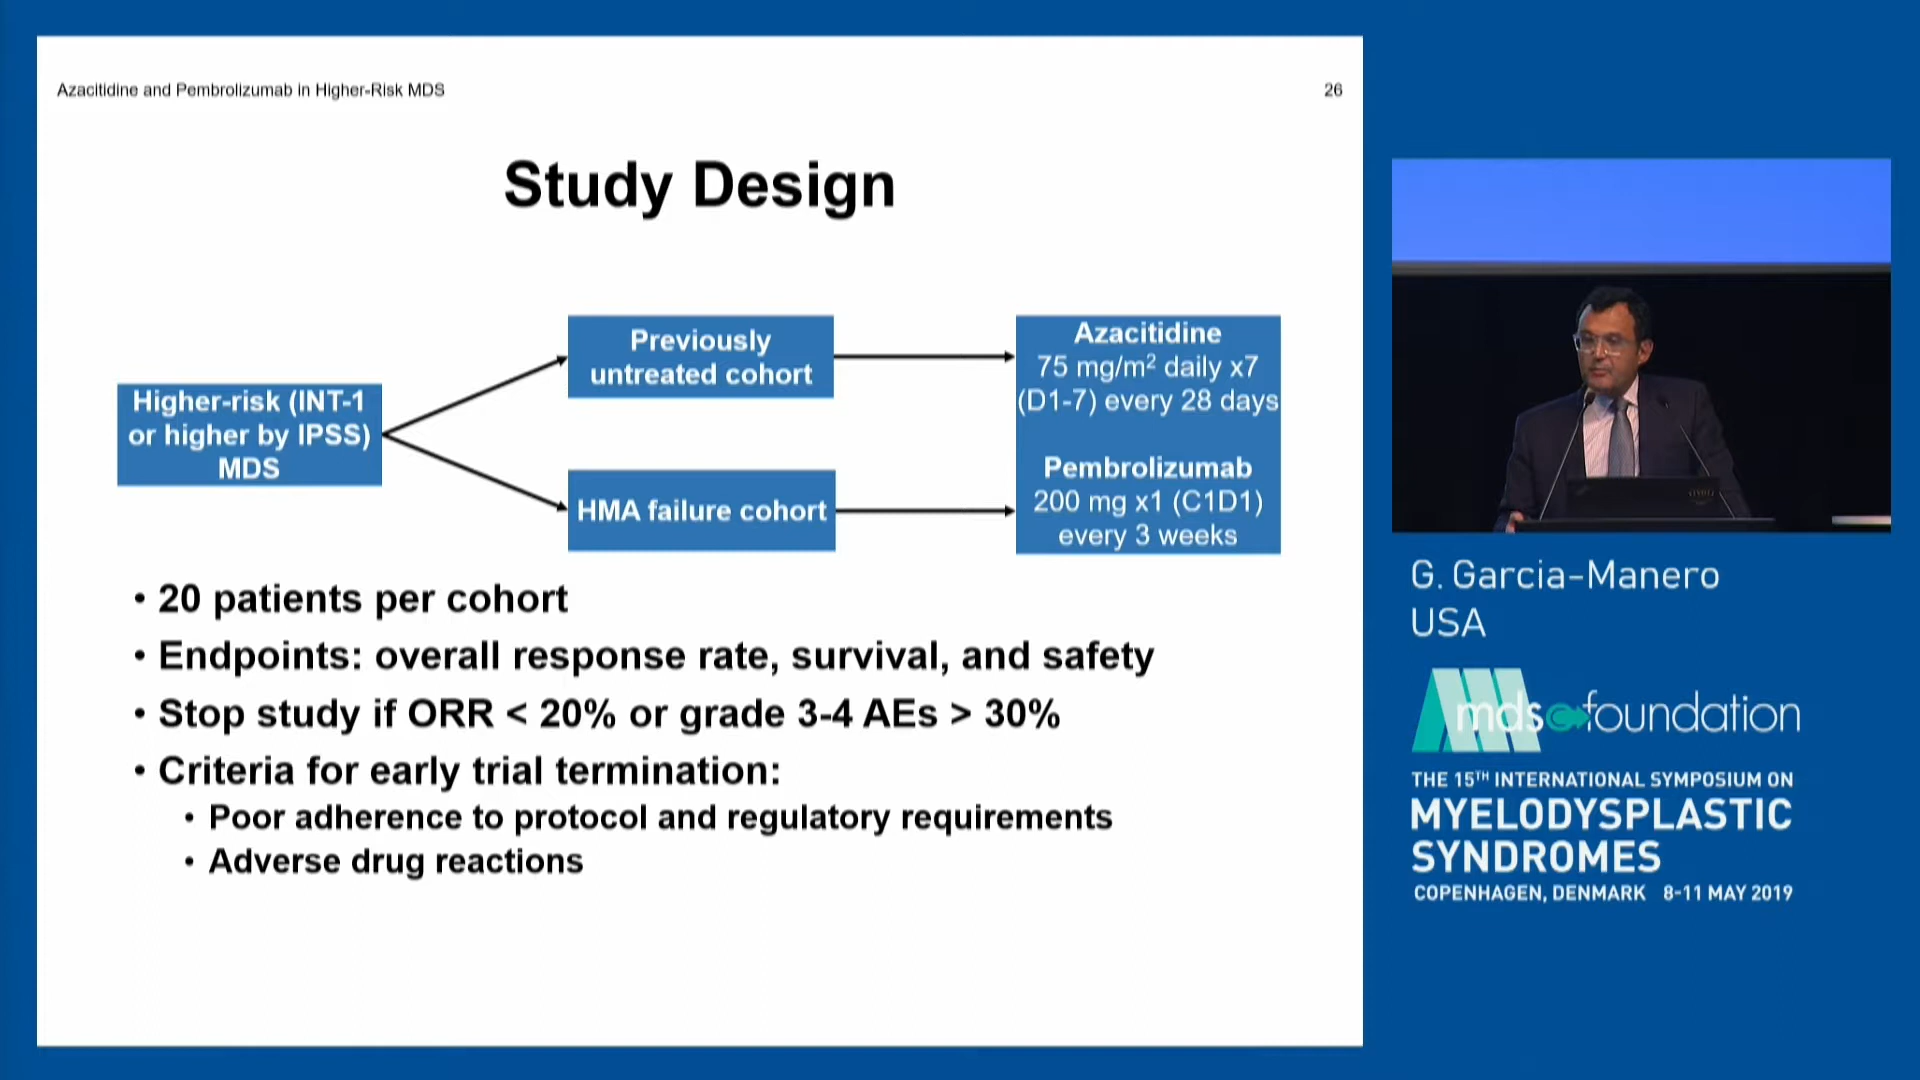 Azacitidine and Pembrolizumab in Higher-Risk MDS
26
Study Design
Higher-risk (INT-1
or higher by IPSS)
MDS
Previously
untreated cohort
HMA failure cohort
Azacitidine
75 mg/m² daily x7
(D1-7) every 28 days
Pembrolizumab
200 mg x1 (C1D1)
every 3 weeks
• 20 patients per cohort
• Endpoints: overall response rate, survival, and safety
• Stop study if ORR < 20% or grade 3-4 AEs > 30%
• Criteria for early trial termination:
• Poor adherence to protocol and regulatory requirements
• Adverse drug reactions
G. Garcia-Manero
USA
mds foundation
THE 15TH INTERNATIONAL SYMPOSIUM ON
MYELODYSPLASTIC
SYNDROMES
COPENHAGEN, DENMARK 8-11 MAY 2019